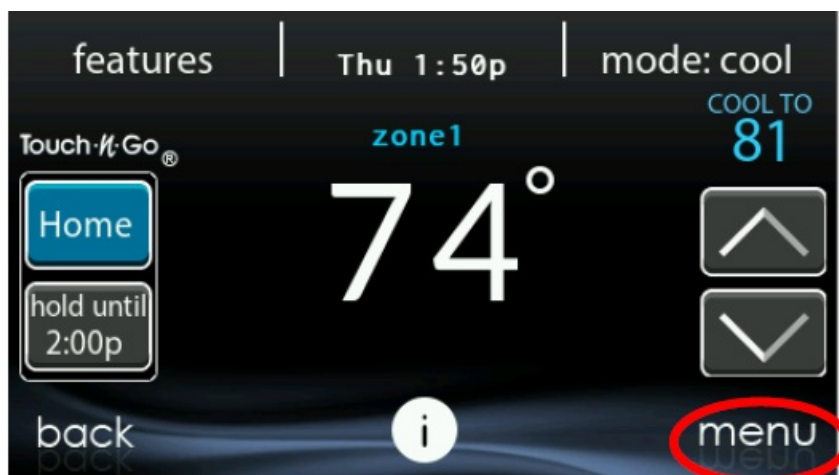 features
Thu 1:50p
mode: cool
COOL TO
81
Touch·N·Go®
zone1
74°
Home
hold until
2:00p
back
i
menu